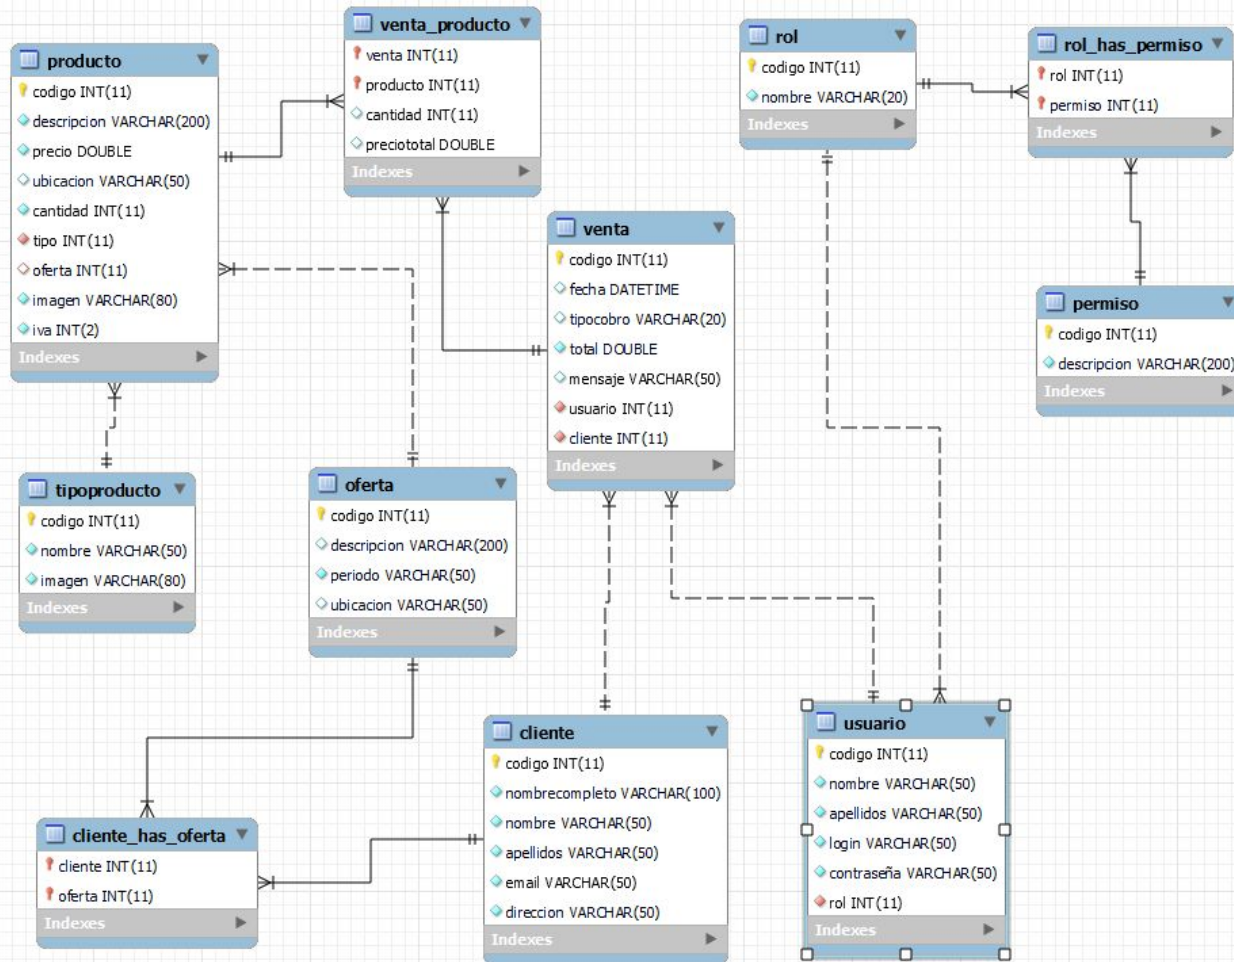 producto
codigo INT(11)
descripcion VARCHAR(200)
precio DOUBLE
ubicacion VARCHAR(50)
cantidad INT(11)
tipo INT(11)
oferta INT(11)
imagen VARCHAR(80)
iva INT(2)
Indexes
venta_producto
venta INT(11)
producto INT(11)
cantidad INT(11)
preciototal DOUBLE
Indexes
rol
codigo INT(11)
nombre VARCHAR(20)
Indexes
rol_has_permiso
rol INT(11)
permiso INT(11)
Indexes
venta
codigo INT(11)
fecha DATETIME
tipocobro VARCHAR(20)
total DOUBLE
mensaje VARCHAR(50)
usuario INT(11)
cliente INT(11)
Indexes
permiso
codigo INT(11)
descripcion VARCHAR(200)
Indexes
tipoproducto
codigo INT(11)
nombre VARCHAR(50)
imagen VARCHAR(80)
Indexes
oferta
codigo INT(11)
descripcion VARCHAR(200)
periodo VARCHAR(50)
ubicacion VARCHAR(50)
Indexes
cliente
codigo INT(11)
nombrecompleto VARCHAR(100)
nombre VARCHAR(50)
apellidos VARCHAR(50)
email VARCHAR(50)
direccion VARCHAR(50)
Indexes
usuario
codigo INT(11)
nombre VARCHAR(50)
apellidos VARCHAR(50)
login VARCHAR(50)
contraseña VARCHAR(50)
rol INT(11)
Indexes
cliente_has_oferta
cliente INT(11)
oferta INT(11)
Indexes